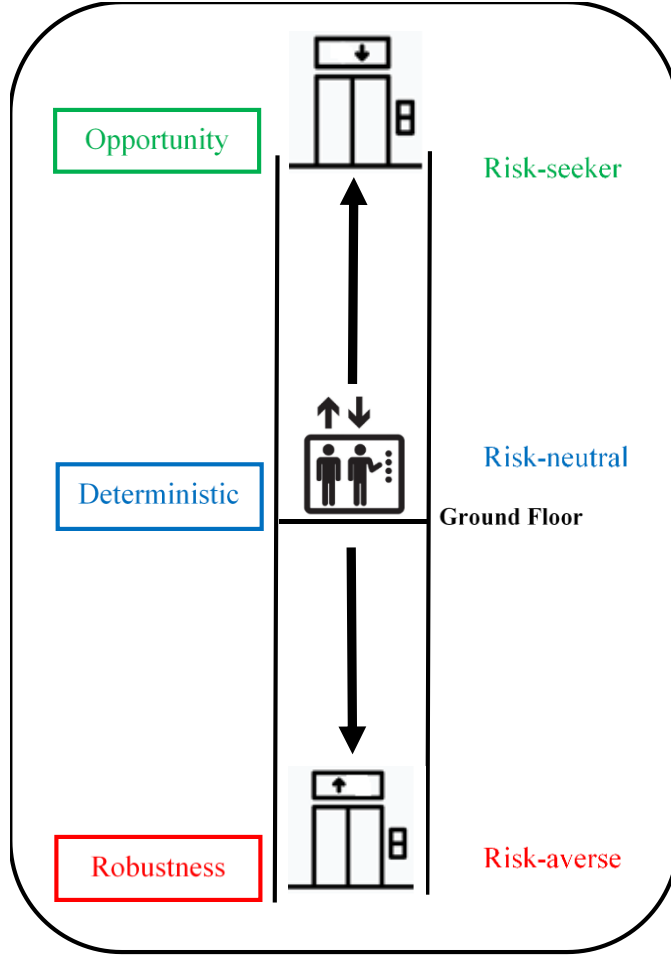 Opportunity
Risk-seeker
Risk-neutral
Deterministic
Ground Floor
Robustness
Risk-averse